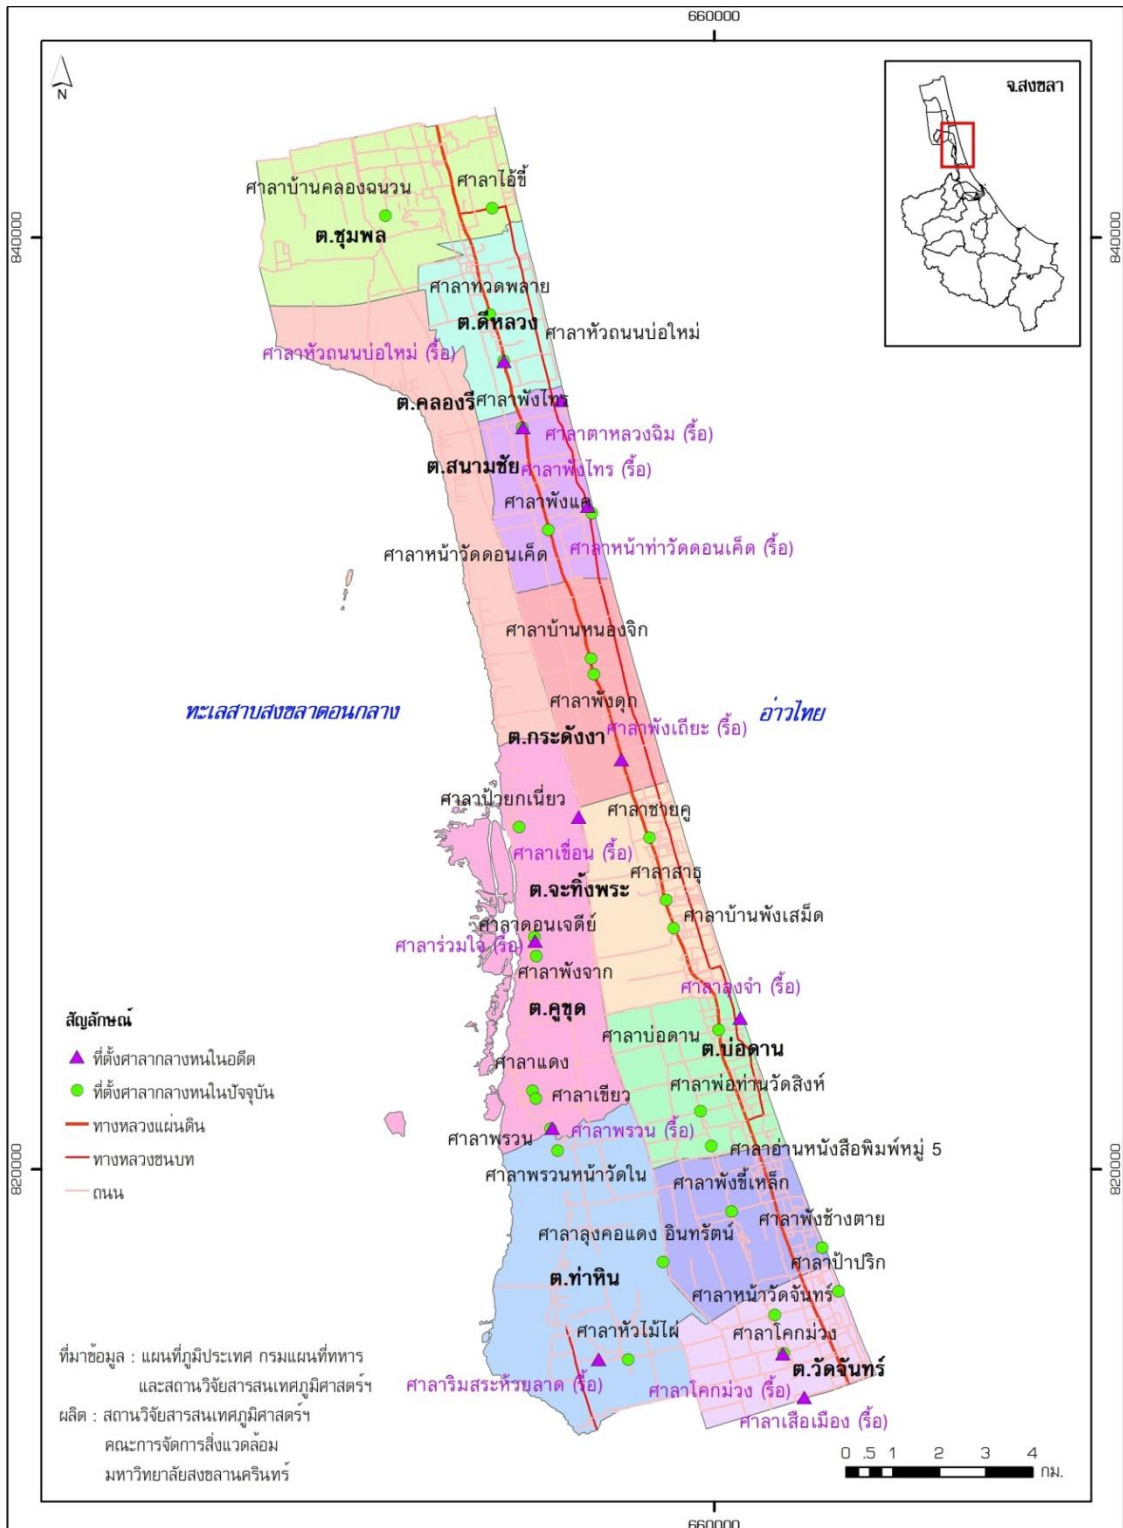 660000
N
จ.สงขลา
840000
840000
ศาลาบ้านคลองฉนวน
ศาลาไอ้ขี้
ต.ชุมพล
ศาลาทวดพลาย
ต.ดีหลวง
ศาลาหัวถนนบ่อใหม่
ศาลาหัวถนนบ่อใหม่ (รื้อ)
ต.คลองรี
ศาลาพังไทร
ศาลาตาหลวงฉิม (รื้อ)
ต.สนามชัย
ศาลาพังไทร (รื้อ)
ศาลาพังแค
ศาลาหน้าวัดดอนเค็ด
ศาลาหน้าท่าวัดดอนเค็ด (รื้อ)
ศาลาบ้านหนองจิก
ศาลาพังดุก
ทะเลสาบสงขลาตอนกลาง
อ่าวไทย
ศาลาพังเถียะ (รื้อ)
ต.กระดังงา
ศาลาป้ายกเนี่ยว
ศาลาชายคู
ศาลาเขื่อน (รื้อ)
ศาลาสาธุ
ต.จะทิ้งพระ
ศาลาบ้านพังเสม็ด
ศาลาดอนเจดีย์
ศาลาร่วมใจ (รื้อ)
ศาลาพังจาก
ศาลาลุงจำ (รื้อ)
ต.คูขุด
ศาลาบ่อดาน
ต.บ่อดาน
ศาลาแดง
ศาลาเขียว
ศาลาพ่อท่านวัดสิงห์
ศาลาพรวน
ศาลาพรวน (รื้อ)
ศาลาอ่านหนังสือพิมพ์หมู่ 5
ศาลาพรวนหน้าวัดใน
ศาลาพังขี้เหล็ก
ศาลาพังช้างตาย
ศาลาลุงคอแดง อินทรัตน์
ศาลาป้าปริก
ต.ท่าหิน
ศาลาหน้าวัดจันทร์
ศาลาหัวไม้ไผ่
ศาลาโคกม่วง
ต.วัดจันทร์
ศาลาริมสระห้วยลาด (รื้อ)
ศาลาโคกม่วง (รื้อ)
ศาลาเสือเมือง (รื้อ)
สัญลักษณ์
ที่ตั้งศาลากลางหนในอดีต
ที่ตั้งศาลากลางหนในปัจจุบัน
ทางหลวงแผ่นดิน
ทางหลวงชนบท
ถนน
820000
820000
ที่มาข้อมูล : แผนที่ภูมิประเทศ กรมแผนที่ทหาร
และสถานวิจัยสารสนเทศภูมิศาสตร์ฯ
ผลิต : สถานวิจัยสารสนเทศภูมิศาสตร์ฯ
คณะการจัดการสิ่งแวดล้อม
มหาวิทยาลัยสงขลานครินทร์
0 .5 1 2 3 4
กม.
660000